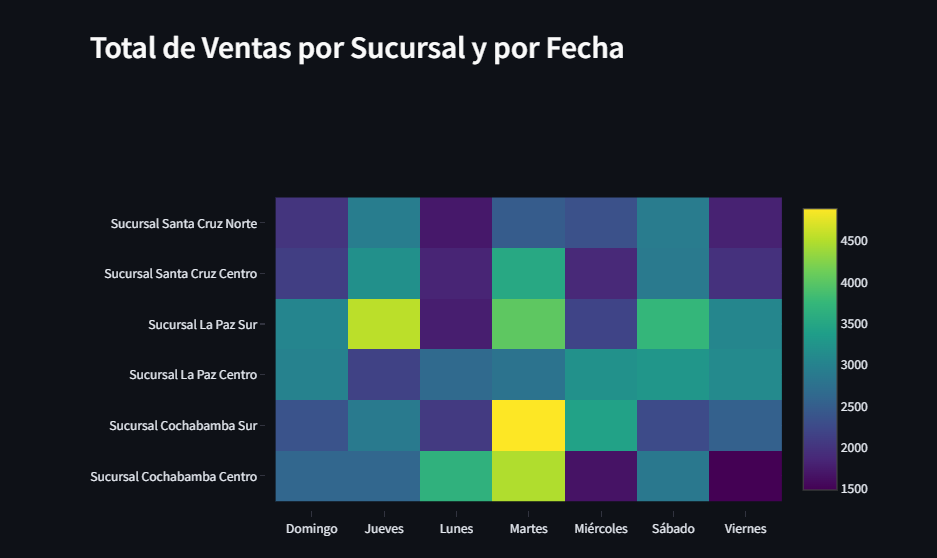 Total de Ventas por Sucursal y por Fecha
Sucursal Santa Cruz Norte
Sucursal Santa Cruz Centro
Sucursal La Paz Sur
Sucursal La Paz Centro
Sucursal Cochabamba Sur
Sucursal Cochabamba Centro
Domingo Jueves Lunes Martes Miércoles Sábado Viernes
4500
4000
3500
3000
2500
2000
1500